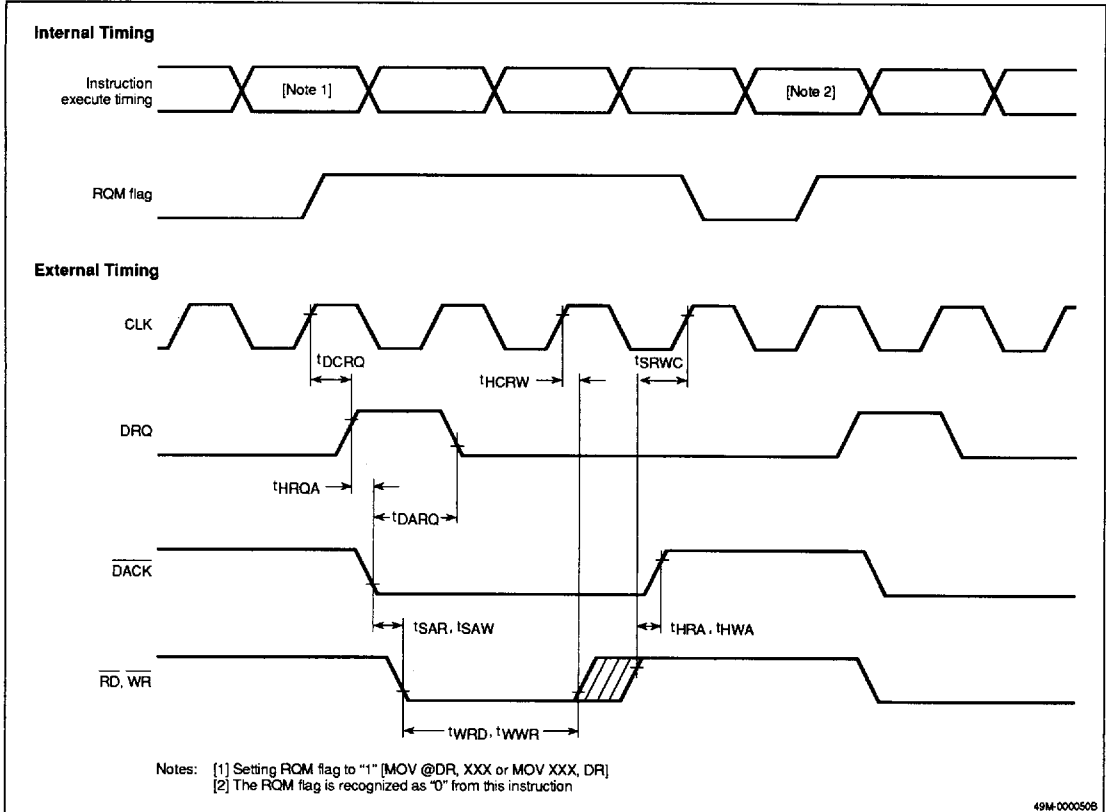 Internal Timing
Instruction
execute timing
[Note 1]
[Note 2]
RQM flag
External Timing
CLK
tDCRQ
tHCRW
tSRWC
DRQ
tHRQA
tDARQ
DACK
tSAR, tSAW
tHRA, tHWA
RD, WR
tWRD, tWWR
Notes: [1] Setting RQM flag to "1" [MOV @DR, XXX or MOV XXX, DR]
[2] The RQM flag is recognized as "0" from this instruction
49M-000050B